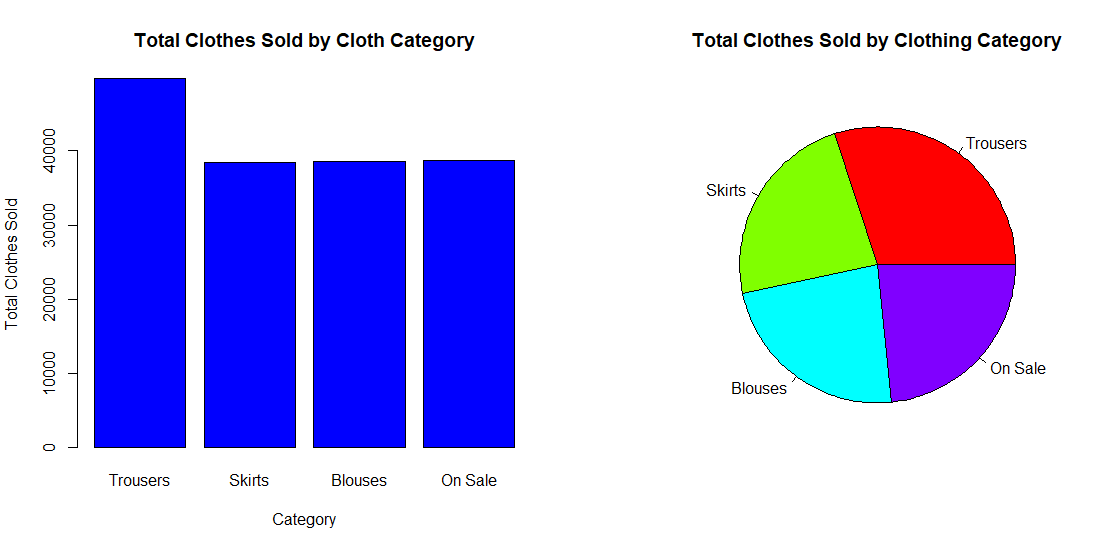 Total Clothes Sold by Cloth Category
Total Clothes Sold
40000
30000
20000
10000
0
Trousers Skirts Blouses On Sale
Category
Total Clothes Sold by Clothing Category
Trousers
Skirts
Blouses
On Sale